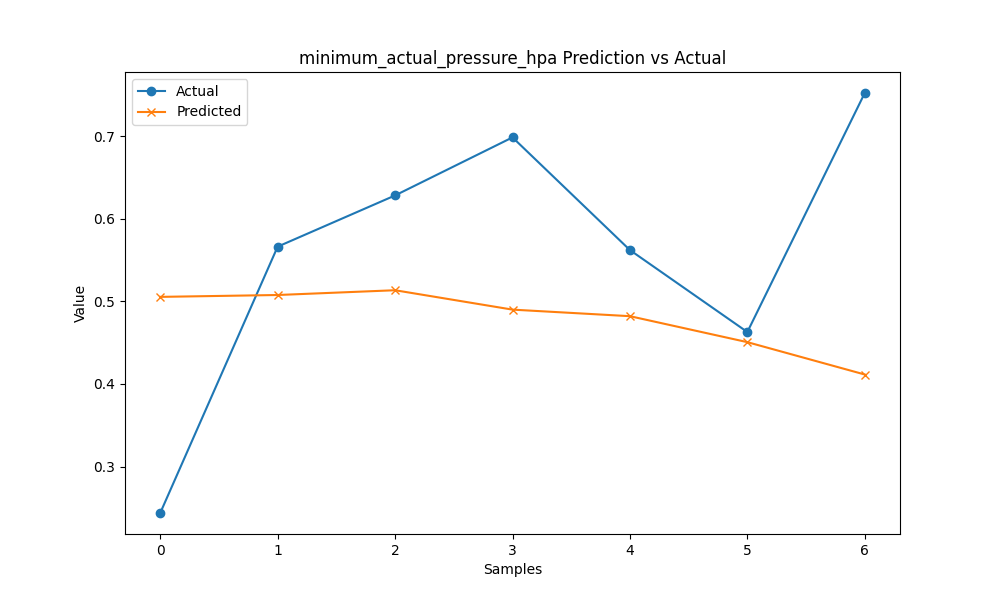 minimum_actual_pressure_hpa Prediction vs Actual
Actual
Predicted
Value
0.7
0.6
0.5
0.4
0.3
0 1 2 3 4 5 6
Samples